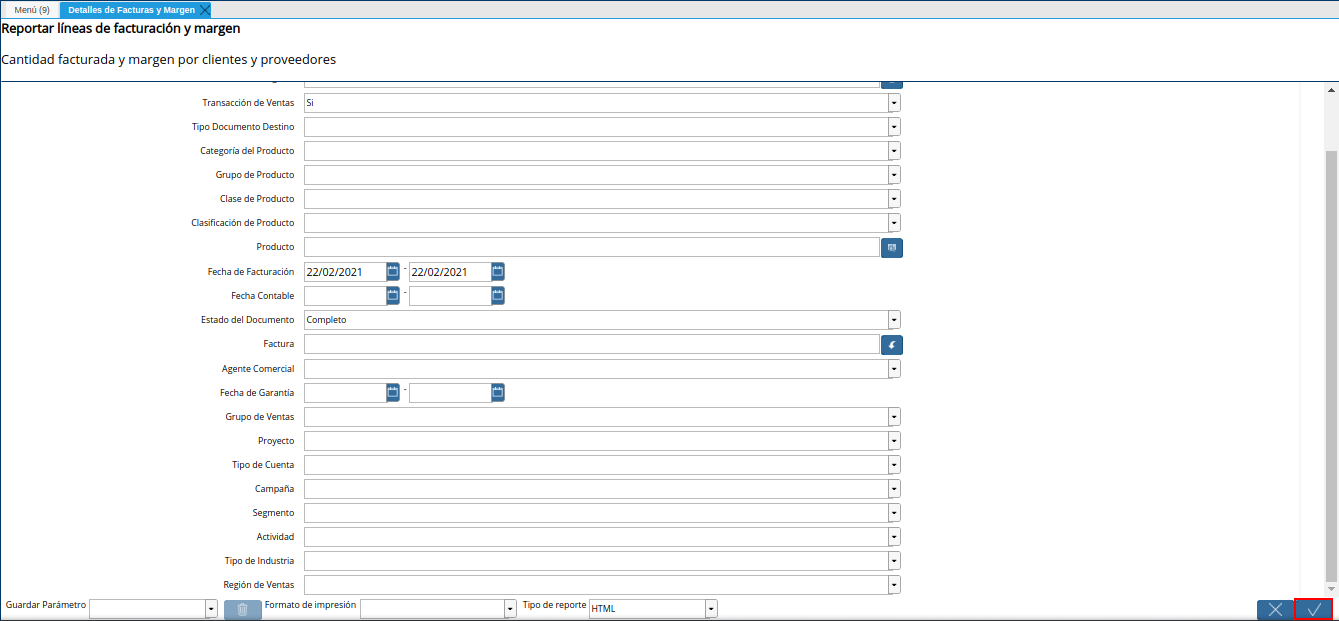 Menú (9)
Detalles de Facturas y Margen
Reportar líneas de facturación y margen
Cantidad facturada y margen por clientes y proveedores
Transacción de Ventas Si
Tipo Documento Destino
Categoría del Producto
Grupo de Producto
Clase de Producto
Clasificación de Producto
Producto
Fecha de Facturación 22/02/2021 - 22/02/2021
Fecha Contable -
Estado del Documento Completo
Factura
Agente Comercial
Fecha de Garantía -
Grupo de Ventas
Proyecto
Tipo de Cuenta
Campaña
Segmento
Actividad
Tipo de Industria
Región de Ventas
Guardar Parámetro Formato de impresión Tipo de reporte HTML